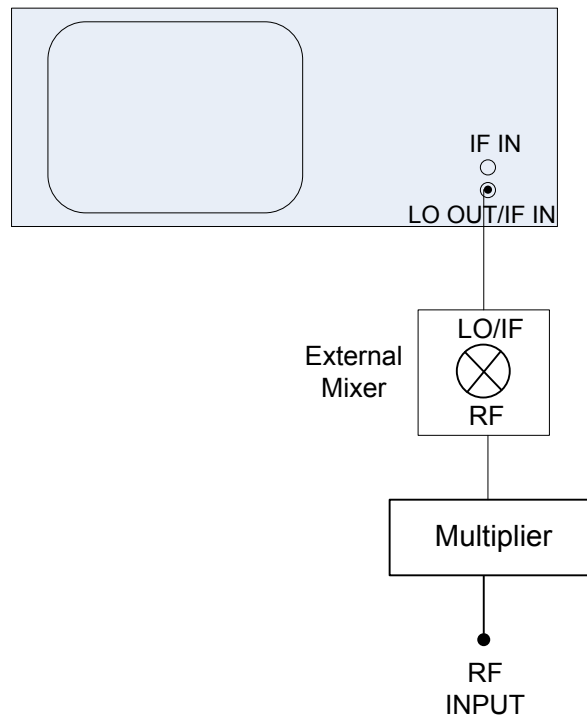 IF IN
LO OUT/IF IN
LO/IF
External
Mixer
RF
Multiplier
RF
INPUT